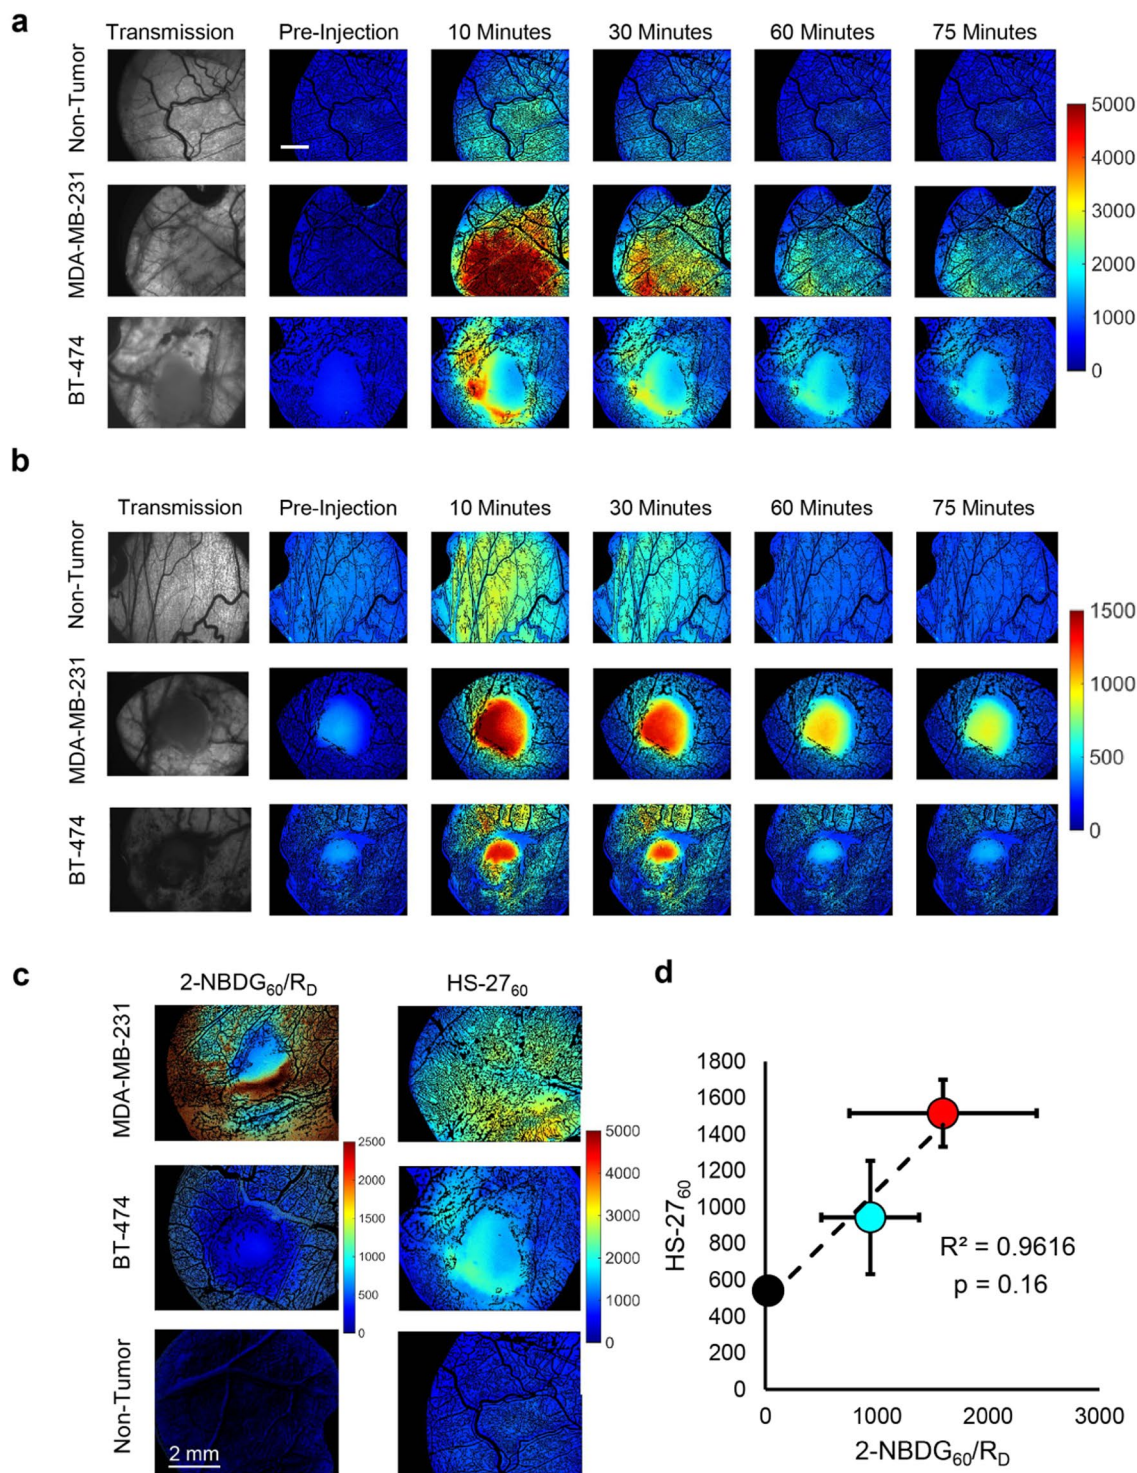 a
Transmission Pre-Injection 10 Minutes 30 Minutes 60 Minutes 75 Minutes
Non-Tumor
MDA-MB-231
BT-474
5000
4000
3000
2000
1000
0
b
Transmission Pre-Injection 10 Minutes 30 Minutes 60 Minutes 75 Minutes
Non-Tumor
MDA-MB-231
BT-474
1500
1000
500
0
c
2-NBDG₆₀/R_D HS-27₆₀
MDA-MB-231
BT-474
Non-Tumor
2500
2000
1500
1000
500
0
5000
4000
3000
2000
1000
0
2 mm
d
HS-27₆₀
1800
1600
1400
1200
1000
800
600
400
200
0
R² = 0.9616
p = 0.16
0 1000 2000 3000
2-NBDG₆₀/R_D